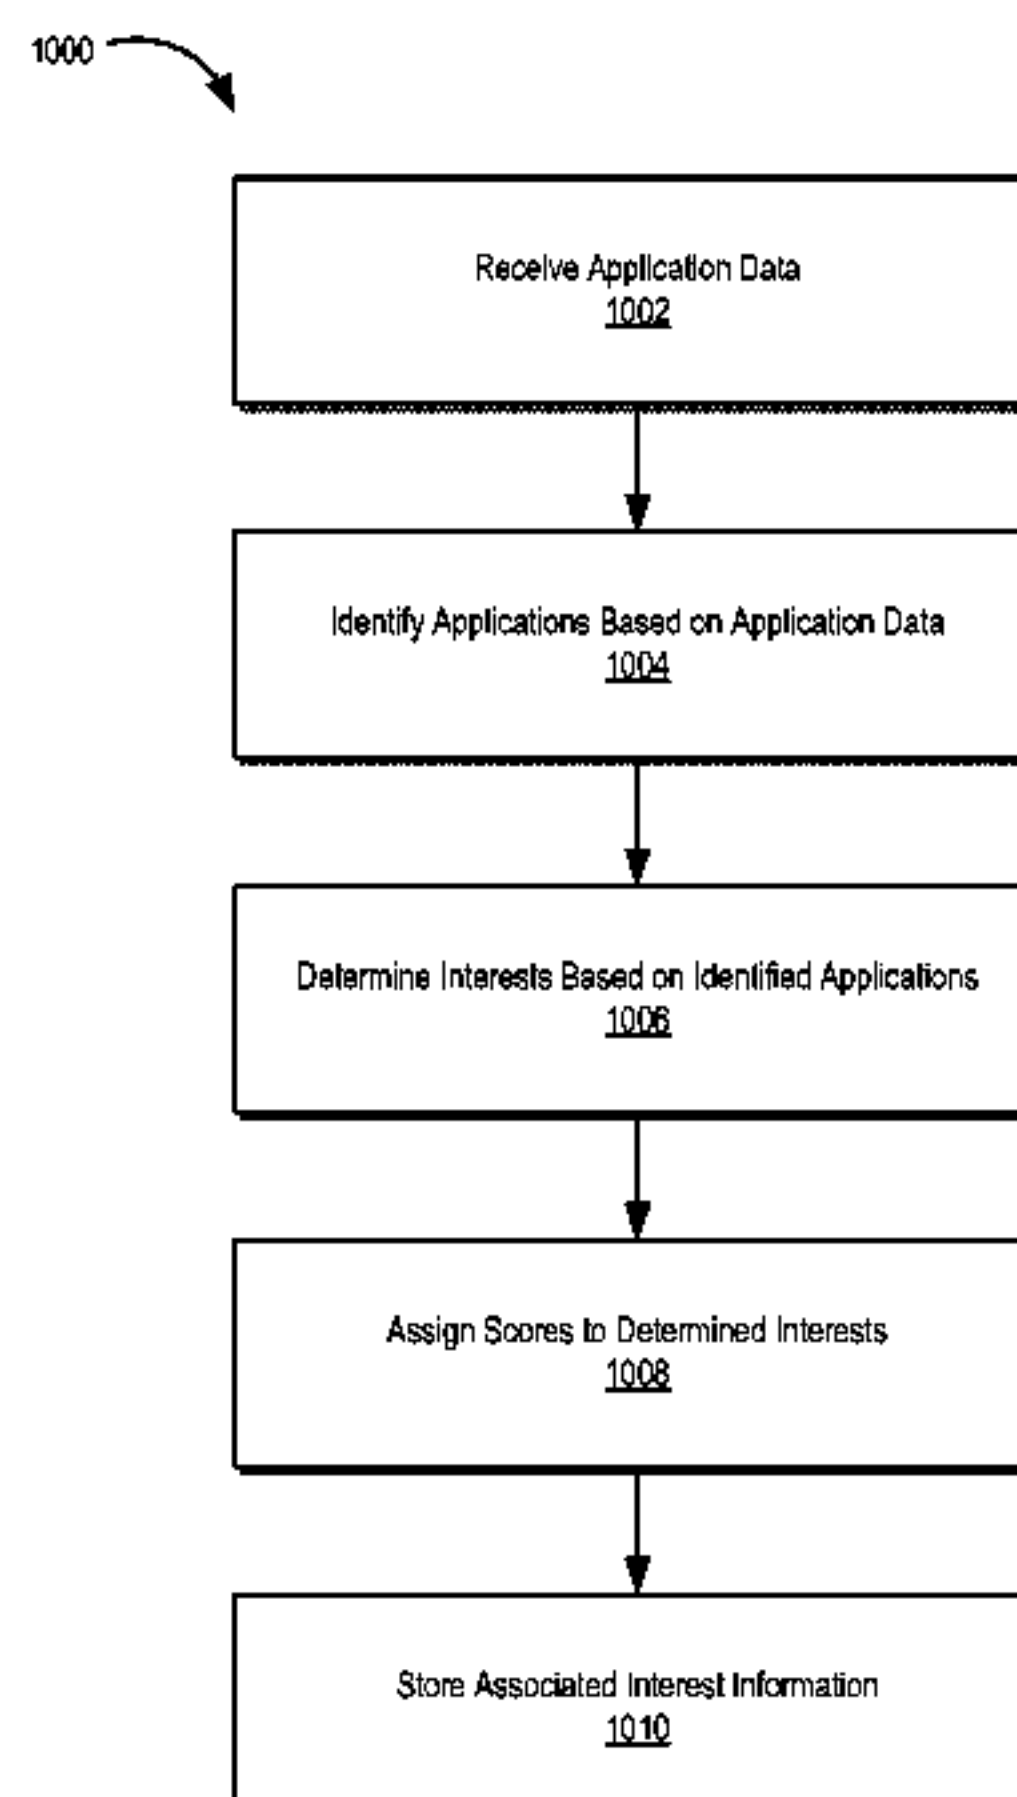 1000
Receive Application Data
1002
Identify Applications Based on Application Data
1004
Determine Interests Based on Identified Applications
1006
Assign Scores to Determined Interests
1008
Store Associated Interest Information
1010